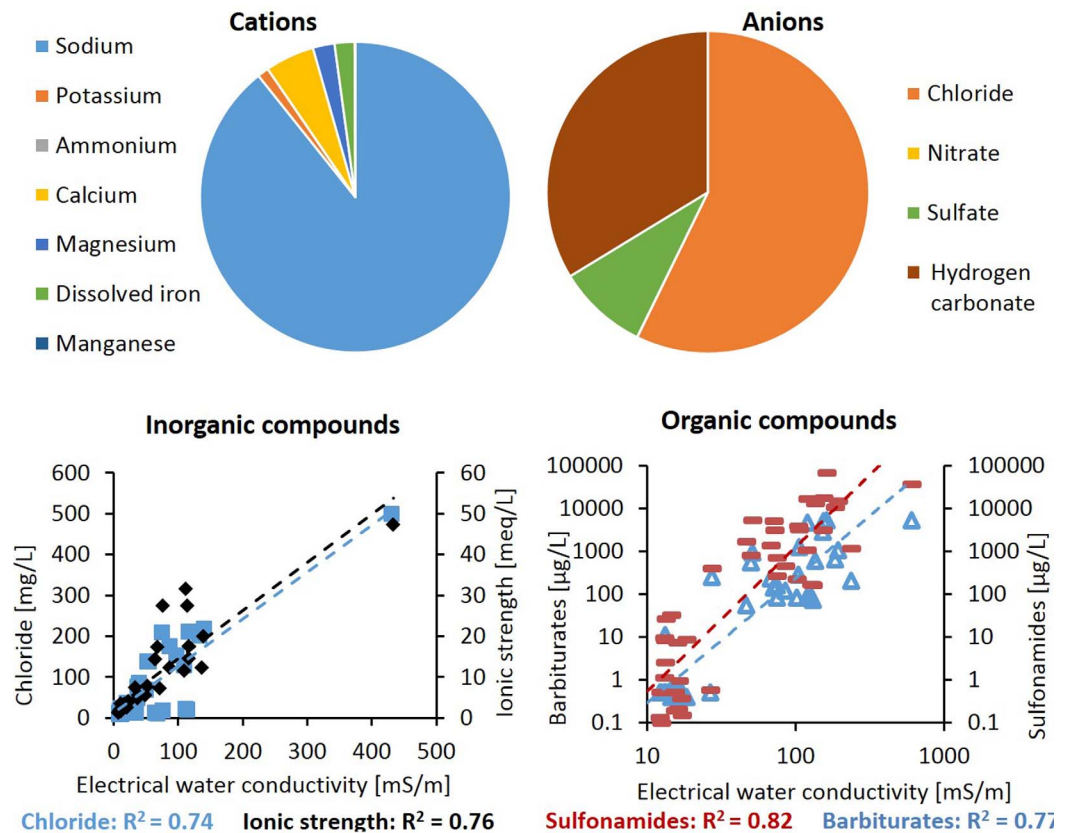 Cations
Sodium
Potassium
Ammonium
Calcium
Magnesium
Dissolved iron
Manganese
Anions
Chloride
Nitrate
Sulfate
Hydrogen
carbonate
Inorganic compounds
Chloride [mg/L]
600
500
400
300
200
100
0
0 100 200 300 400 500
60
50
40
30
20
10
0
Ionic strength [meq/L]
Electrical water conductivity [mS/m]
Chloride: R² = 0.74 Ionic strength: R² = 0.76
Organic compounds
Barbiturates [µg/L]
100000
10000
1000
100
10
1
0.1
10 100 1000
100000
10000
1000
100
10
1
0.1
Sulfonamides [µg/L]
Electrical water conductivity [mS/m]
Sulfonamides: R² = 0.82 Barbiturates: R² = 0.77